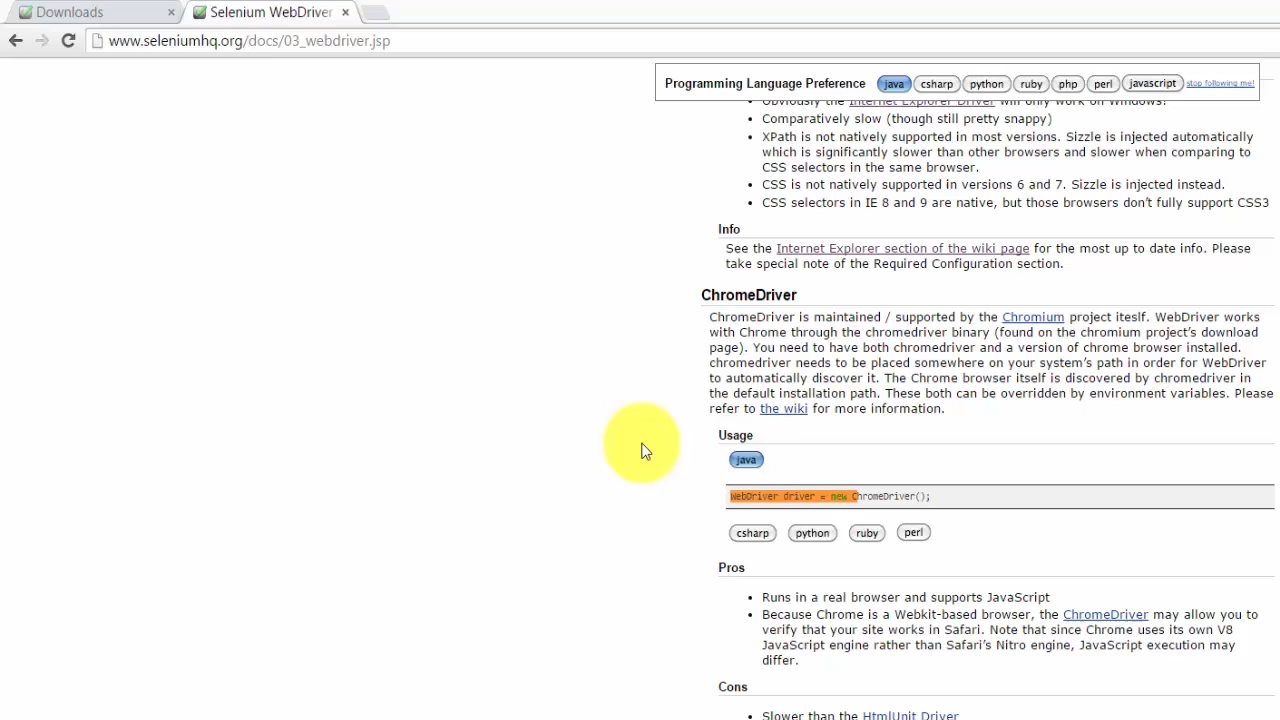 Downloads
Selenium WebDriver
www.seleniumhq.org/docs/03_webdriver.jsp
Programming Language Preference java csharp python ruby php perl javascript stop following me!
• Obviously the Internet Explorer Driver will only work on Windows!
• Comparatively slow (though still pretty snappy)
• XPath is not natively supported in most versions. Sizzle is injected automatically
which is significantly slower than other browsers and slower when comparing to
CSS selectors in the same browser.
• CSS is not natively supported in versions 6 and 7. Sizzle is injected instead.
• CSS selectors in IE 8 and 9 are native, but those browsers don't fully support CSS3
Info
See the Internet Explorer section of the wiki page for the most up to date info. Please
take special note of the Required Configuration section.
ChromeDriver
ChromeDriver is maintained / supported by the Chromium project iteslf. WebDriver works
with Chrome through the chromedriver binary (found on the chromium project's download
page). You need to have both chromedriver and a version of chrome browser installed.
chromedriver needs to be placed somewhere on your system's path in order for WebDriver
to automatically discover it. The Chrome browser itself is discovered by chromedriver in
the default installation path. These both can be overridden by environment variables. Please
refer to the wiki for more information.
Usage
java
WebDriver driver = new ChromeDriver();
csharp python ruby perl
Pros
• Runs in a real browser and supports JavaScript
• Because Chrome is a Webkit-based browser, the ChromeDriver may allow you to
verify that your site works in Safari. Note that since Chrome uses its own V8
JavaScript engine rather than Safari's Nitro engine, JavaScript execution may
differ.
Cons
• Slower than the HtmlUnit Driver